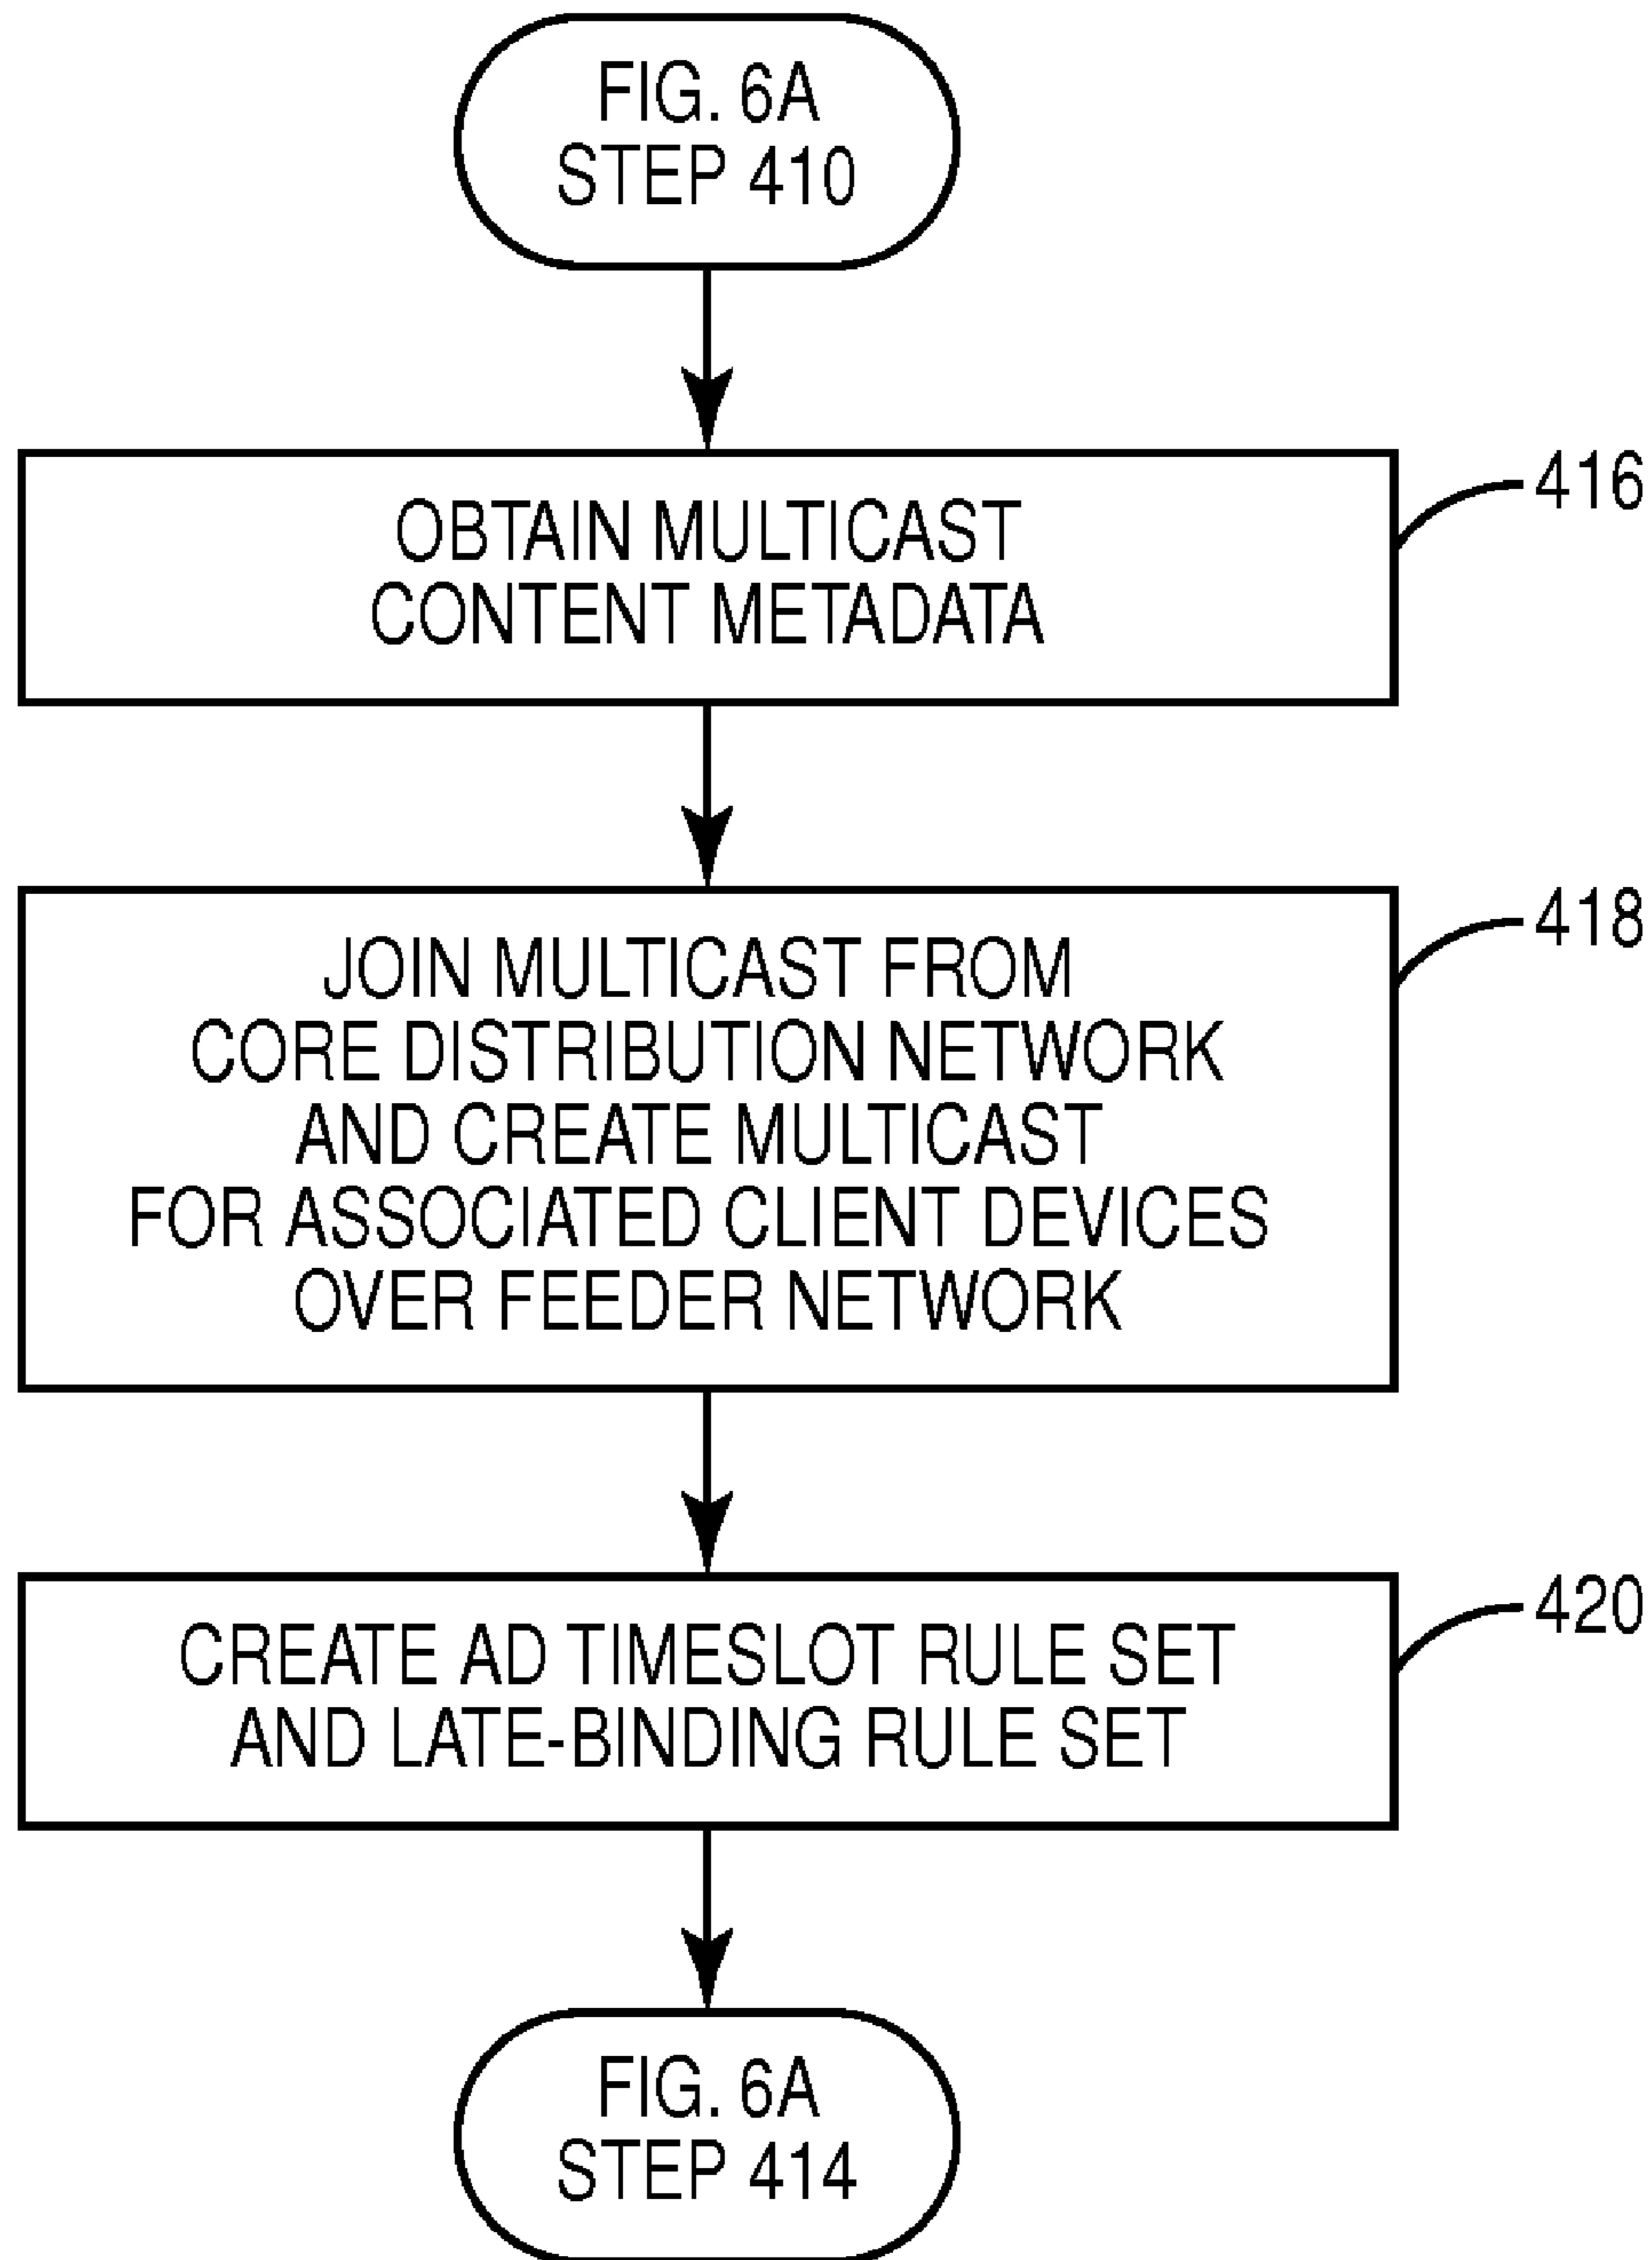 FIG. 6A
STEP 410
OBTAIN MULTICAST
CONTENT METADATA
416
JOIN MULTICAST FROM
CORE DISTRIBUTION NETWORK
AND CREATE MULTICAST
FOR ASSOCIATED CLIENT DEVICES
OVER FEEDER NETWORK
418
CREATE AD TIMESLOT RULE SET
AND LATE-BINDING RULE SET
420
FIG. 6A
STEP 414